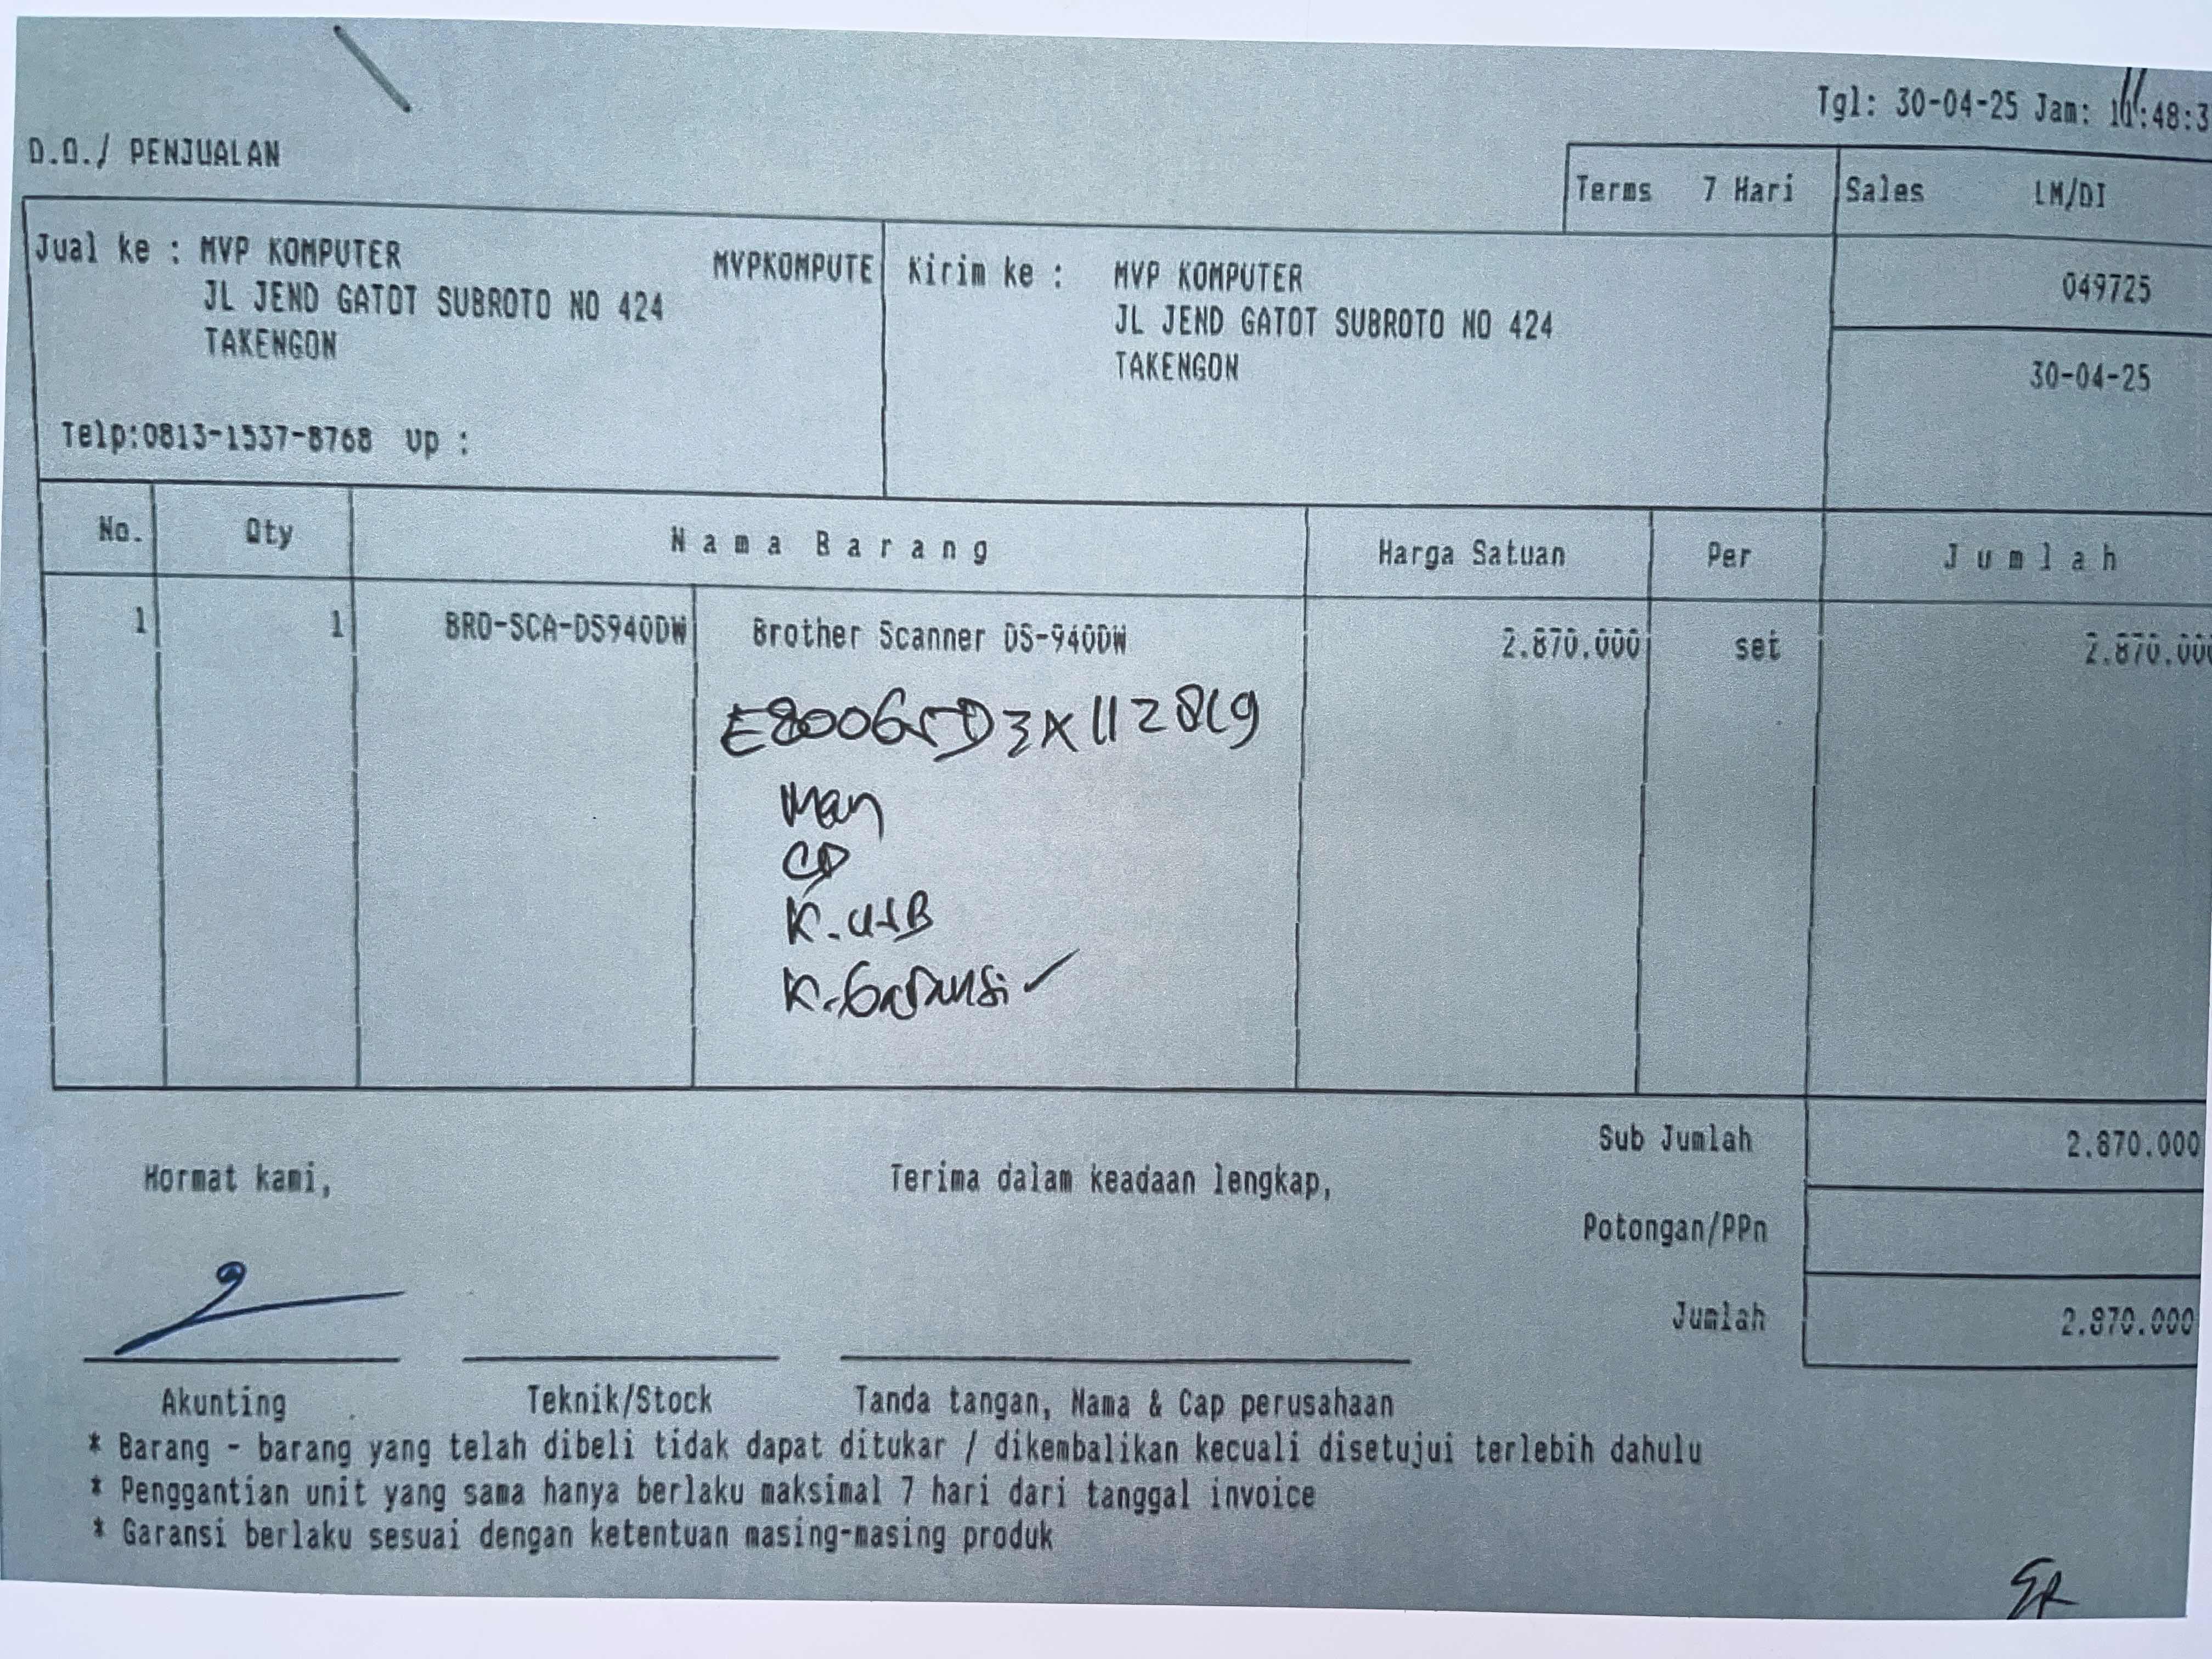 Tgl: 30-04-25 Jam: :48:3
D.O./ PENJUALAN
Terms 7 Hari Sales LM/DI
Jual ke : MVP KOMPUTER MVPKOMPUTE Kirim ke : MVP KOMPUTER
JL JEND GATOT SUBROTO NO 424 JL JEND GATOT SUBROTO NO 424
TAKENGON TAKENGON
049725
30-04-25
Telp:0813-1537-8768 Up :
No. Qty Nama Barang Harga Satuan Per Jumlah
1 1 BRO-SCA-DS940DW Brother Scanner DS-940DW 2.870.000 set 2.870.000
Man
CD
K.USB
K.Garansi ✓
Sub Jumlah 2.870.000
Hormat kami, Terima dalam keadaan lengkap,
Potongan/PPn
Jumlah 2.870.000
Akunting Teknik/Stock Tanda tangan, Nama & Cap perusahaan
* Barang - barang yang telah dibeli tidak dapat ditukar / dikembalikan kecuali disetujui terlebih dahulu
* Penggantian unit yang sama hanya berlaku maksimal 7 hari dari tanggal invoice
* Garansi berlaku sesuai dengan ketentuan masing-masing produk